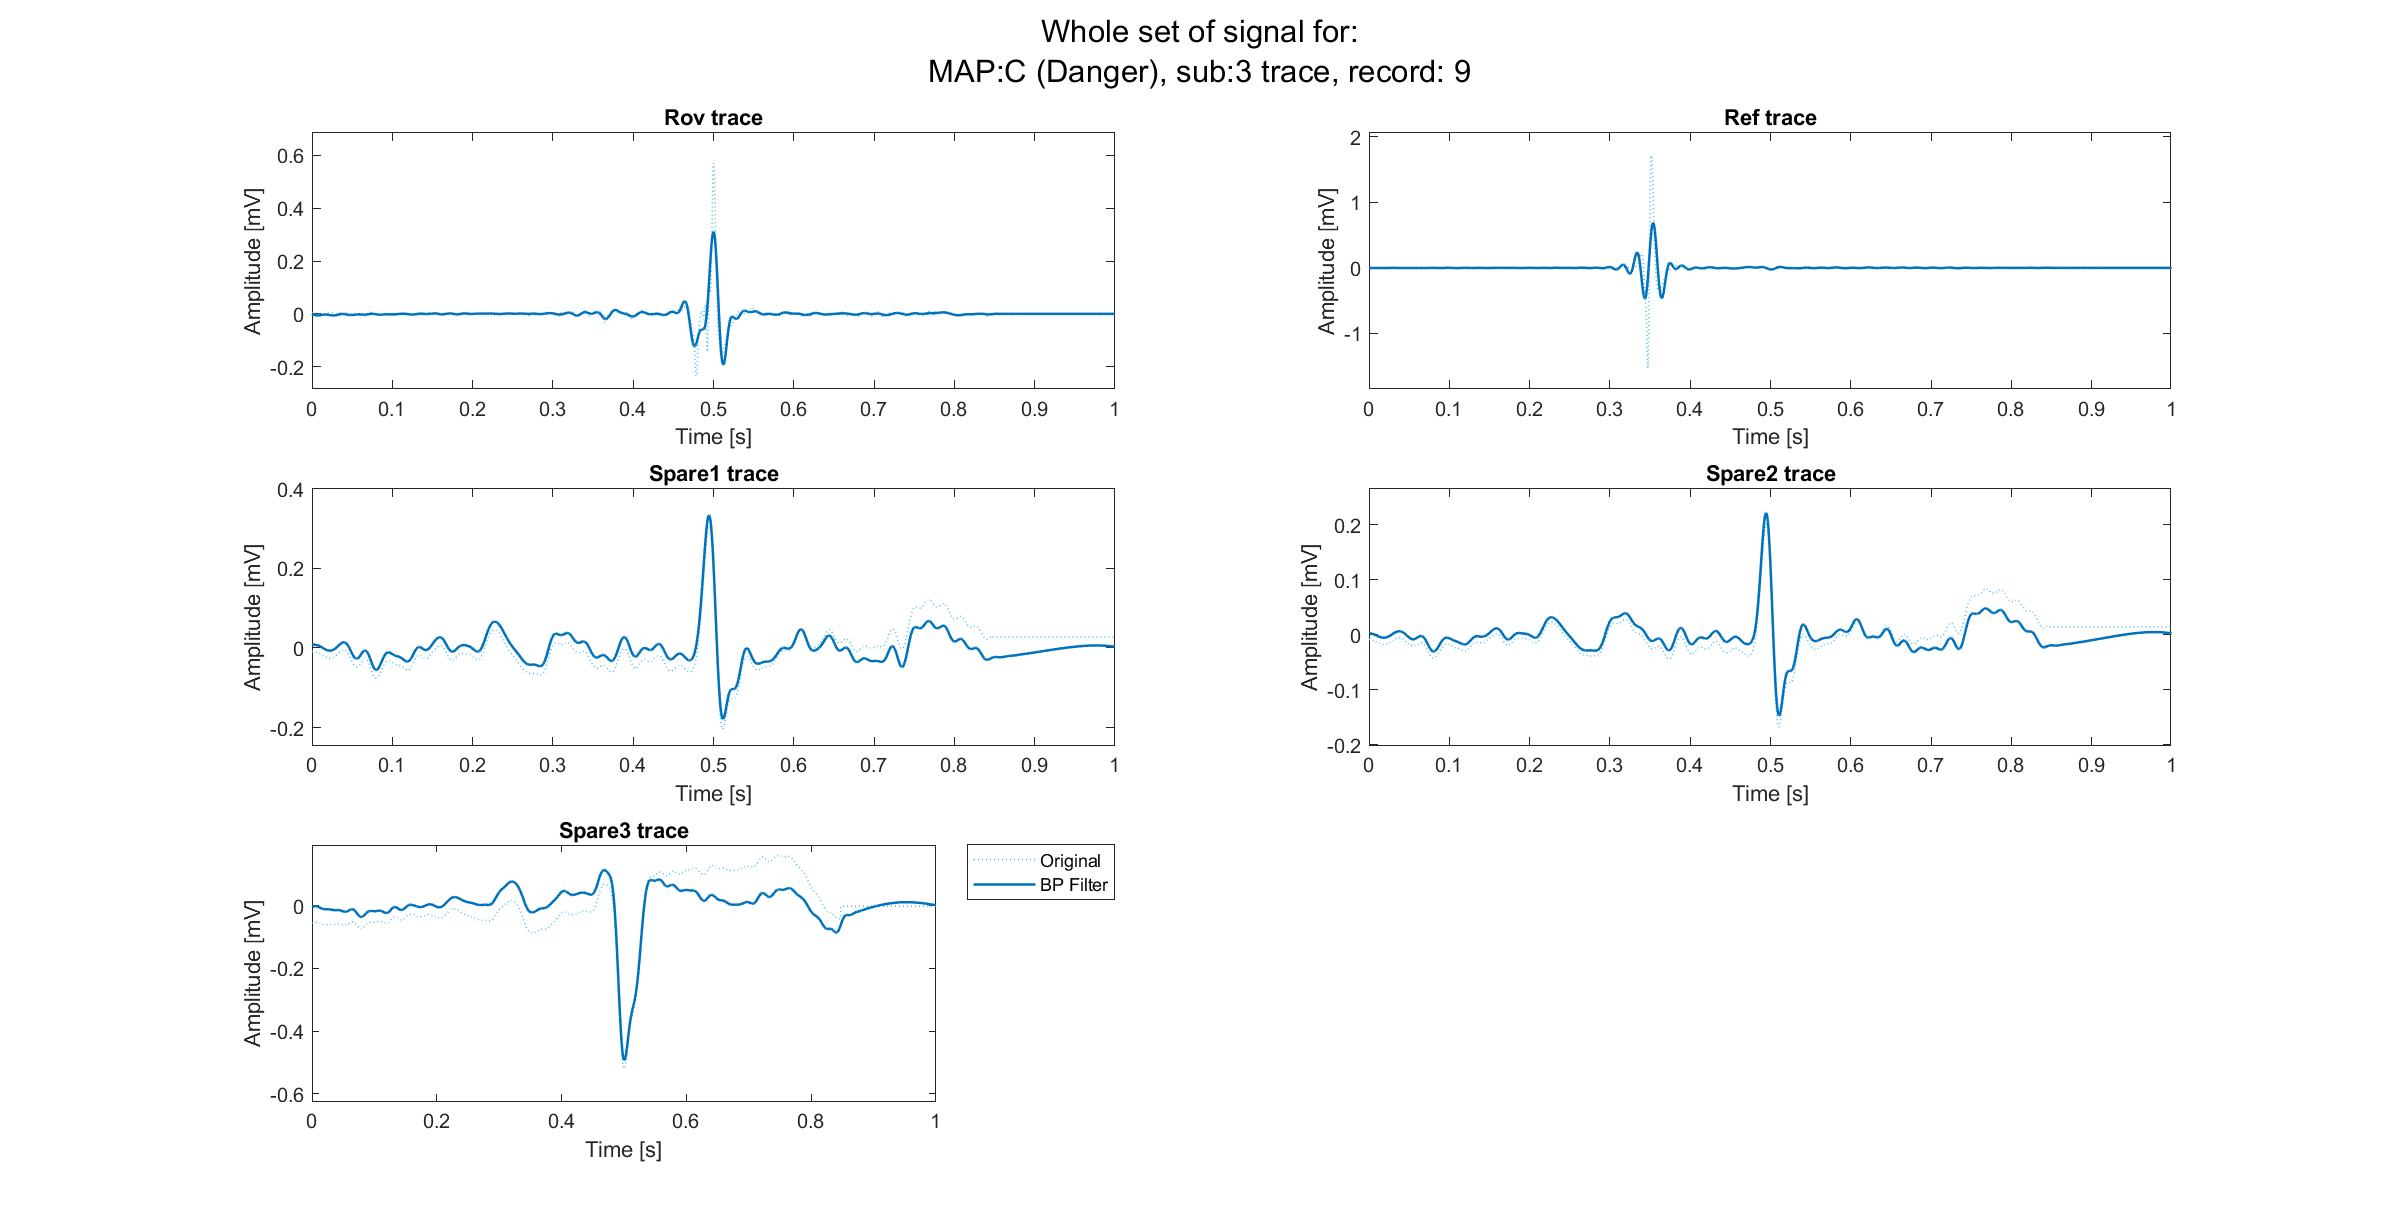 Whole set of signal for:
MAP:C (Danger), sub:3 trace, record: 9
Rov trace
Amplitude [mV]
0.6
0.4
0.2
0
-0.2
0 0.1 0.2 0.3 0.4 0.5 0.6 0.7 0.8 0.9 1
Time [s]
Ref trace
Amplitude [mV]
2
1
0
-1
0 0.1 0.2 0.3 0.4 0.5 0.6 0.7 0.8 0.9 1
Time [s]
Spare1 trace
Amplitude [mV]
0.4
0.2
0
-0.2
0 0.1 0.2 0.3 0.4 0.5 0.6 0.7 0.8 0.9 1
Time [s]
Spare2 trace
Amplitude [mV]
0.2
0.1
0
-0.1
-0.2
0 0.1 0.2 0.3 0.4 0.5 0.6 0.7 0.8 0.9 1
Time [s]
Spare3 trace
Amplitude [mV]
0
-0.2
-0.4
-0.6
0 0.2 0.4 0.6 0.8 1
Time [s]
Original
BP Filter